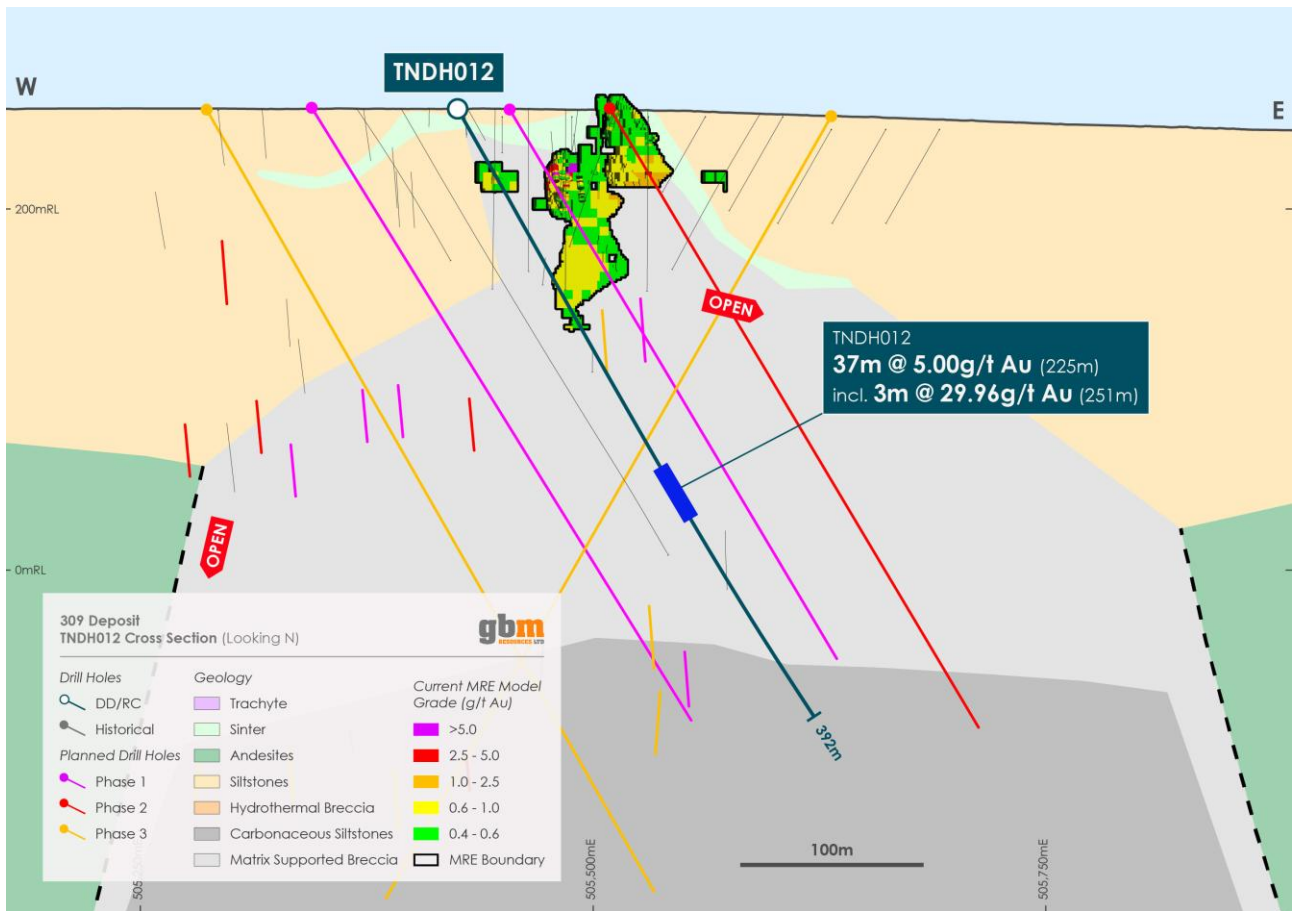 W
TNDH012
E
200mRL
OPEN
TNDH012
37m @ 5.00g/t Au (225m)
incl. 3m @ 29.96g/t Au (251m)
OPEN
0mRL
309 Deposit
TNDH012 Cross Section (Looking N)
gbm
RESOURCES LTD
Drill Holes
DD/RC
Historical
Planned Drill Holes
Phase 1
Phase 2
Phase 3
Geology
Trachyte
Sinter
Andesites
Siltstones
Hydrothermal Breccia
Carbonaceous Siltstones
Matrix Supported Breccia
Current MRE Model
Grade (g/t Au)
>5.0
2.5 - 5.0
1.0 - 2.5
0.6 - 1.0
0.4 - 0.6
MRE Boundary
392m
100m
505,250mE
505,500mE
505,750mE